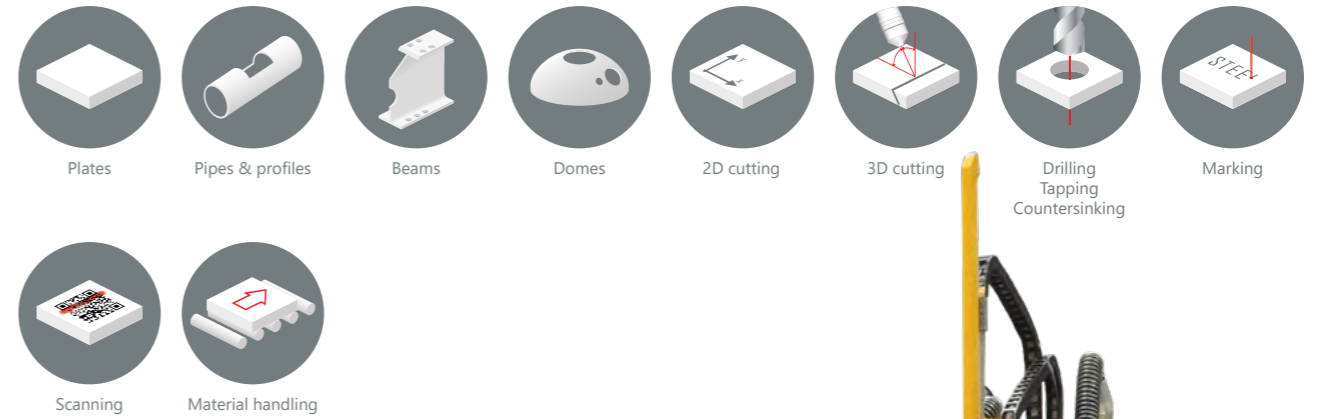 Y
X
STEEL
Plates
Pipes & profiles
Beams
Domes
2D cutting
3D cutting
Drilling
Tapping
Countersinking
Marking
Scanning
Material handling